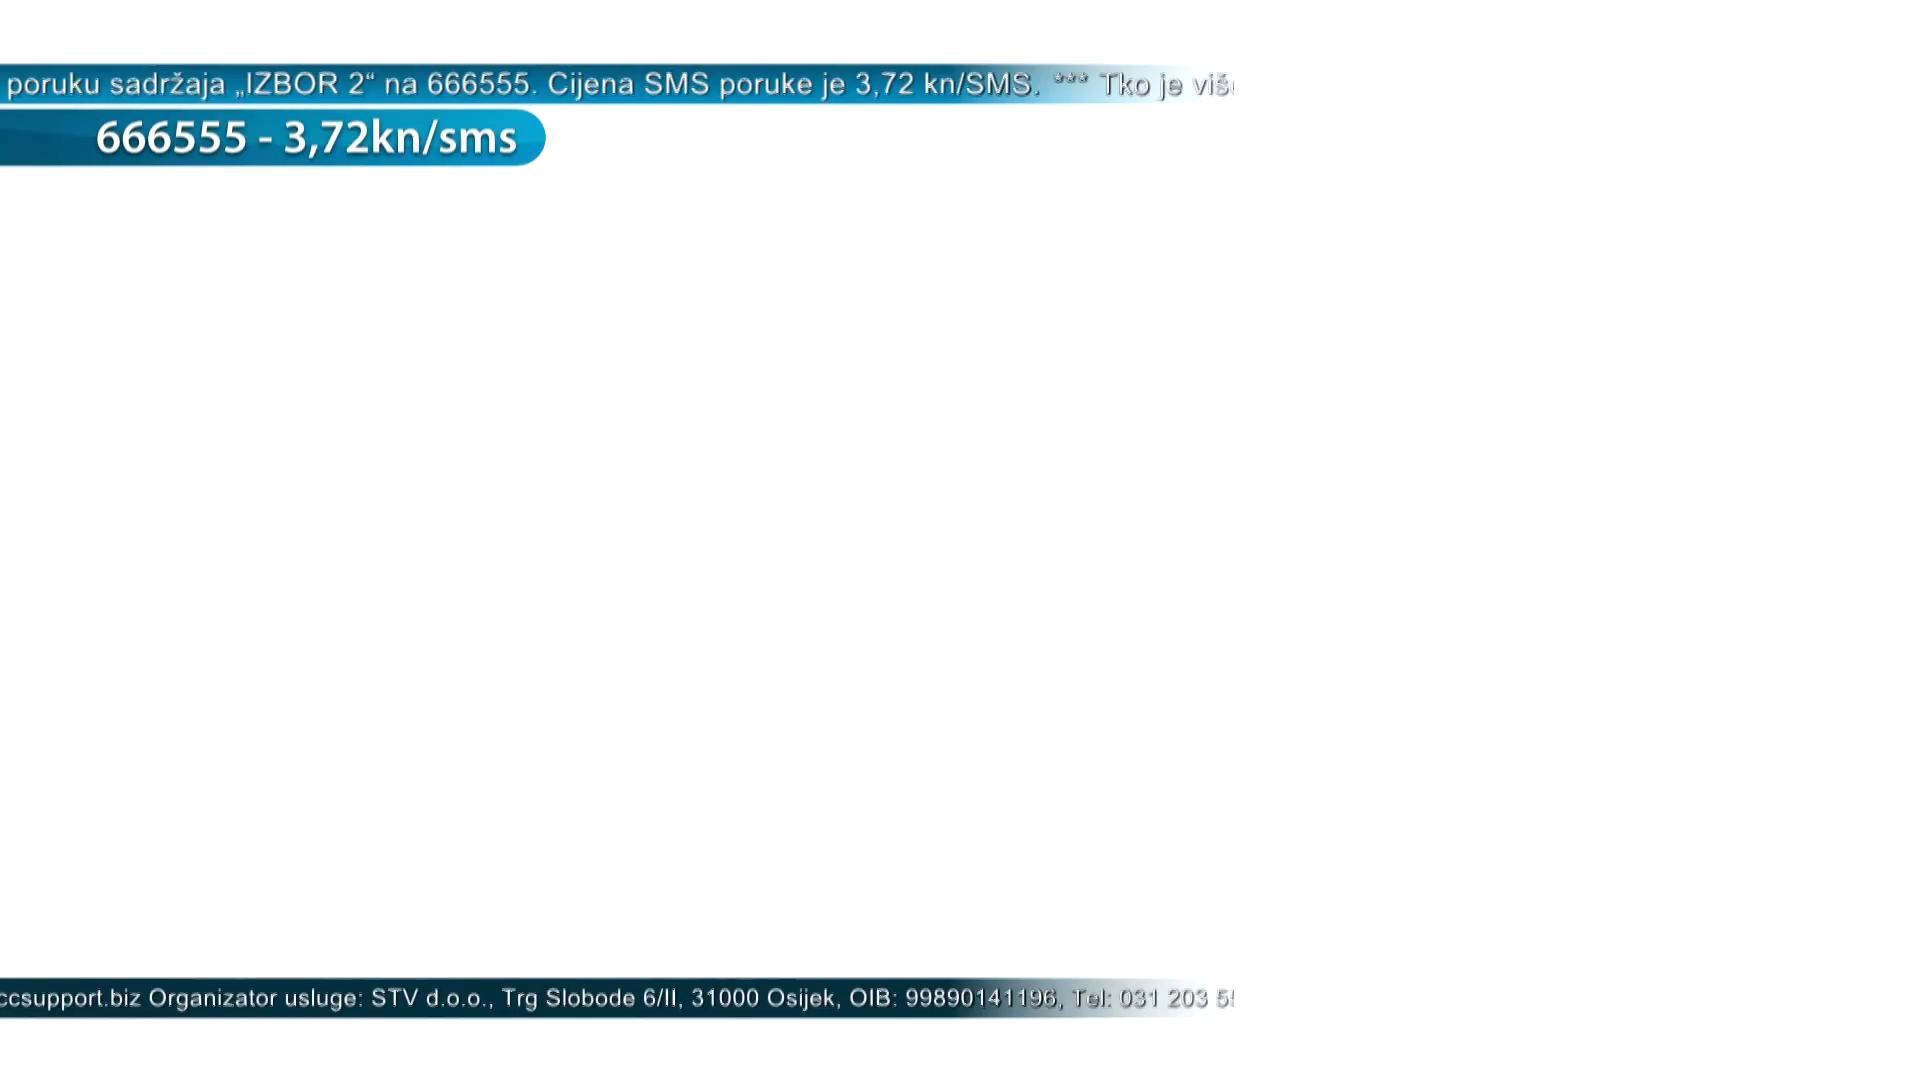 poruku sadržaja „IZBOR 2“ na 666555. Cijena SMS poruke je 3,72 kn/SMS. *** Tko je
666555 - 3,72kn/sms
ccsupport.biz Organizator usluge: STV d.o.o., Trg Slobode 6/II, 31000 Osijek, OIB: 99890141196, Tel: 031 203